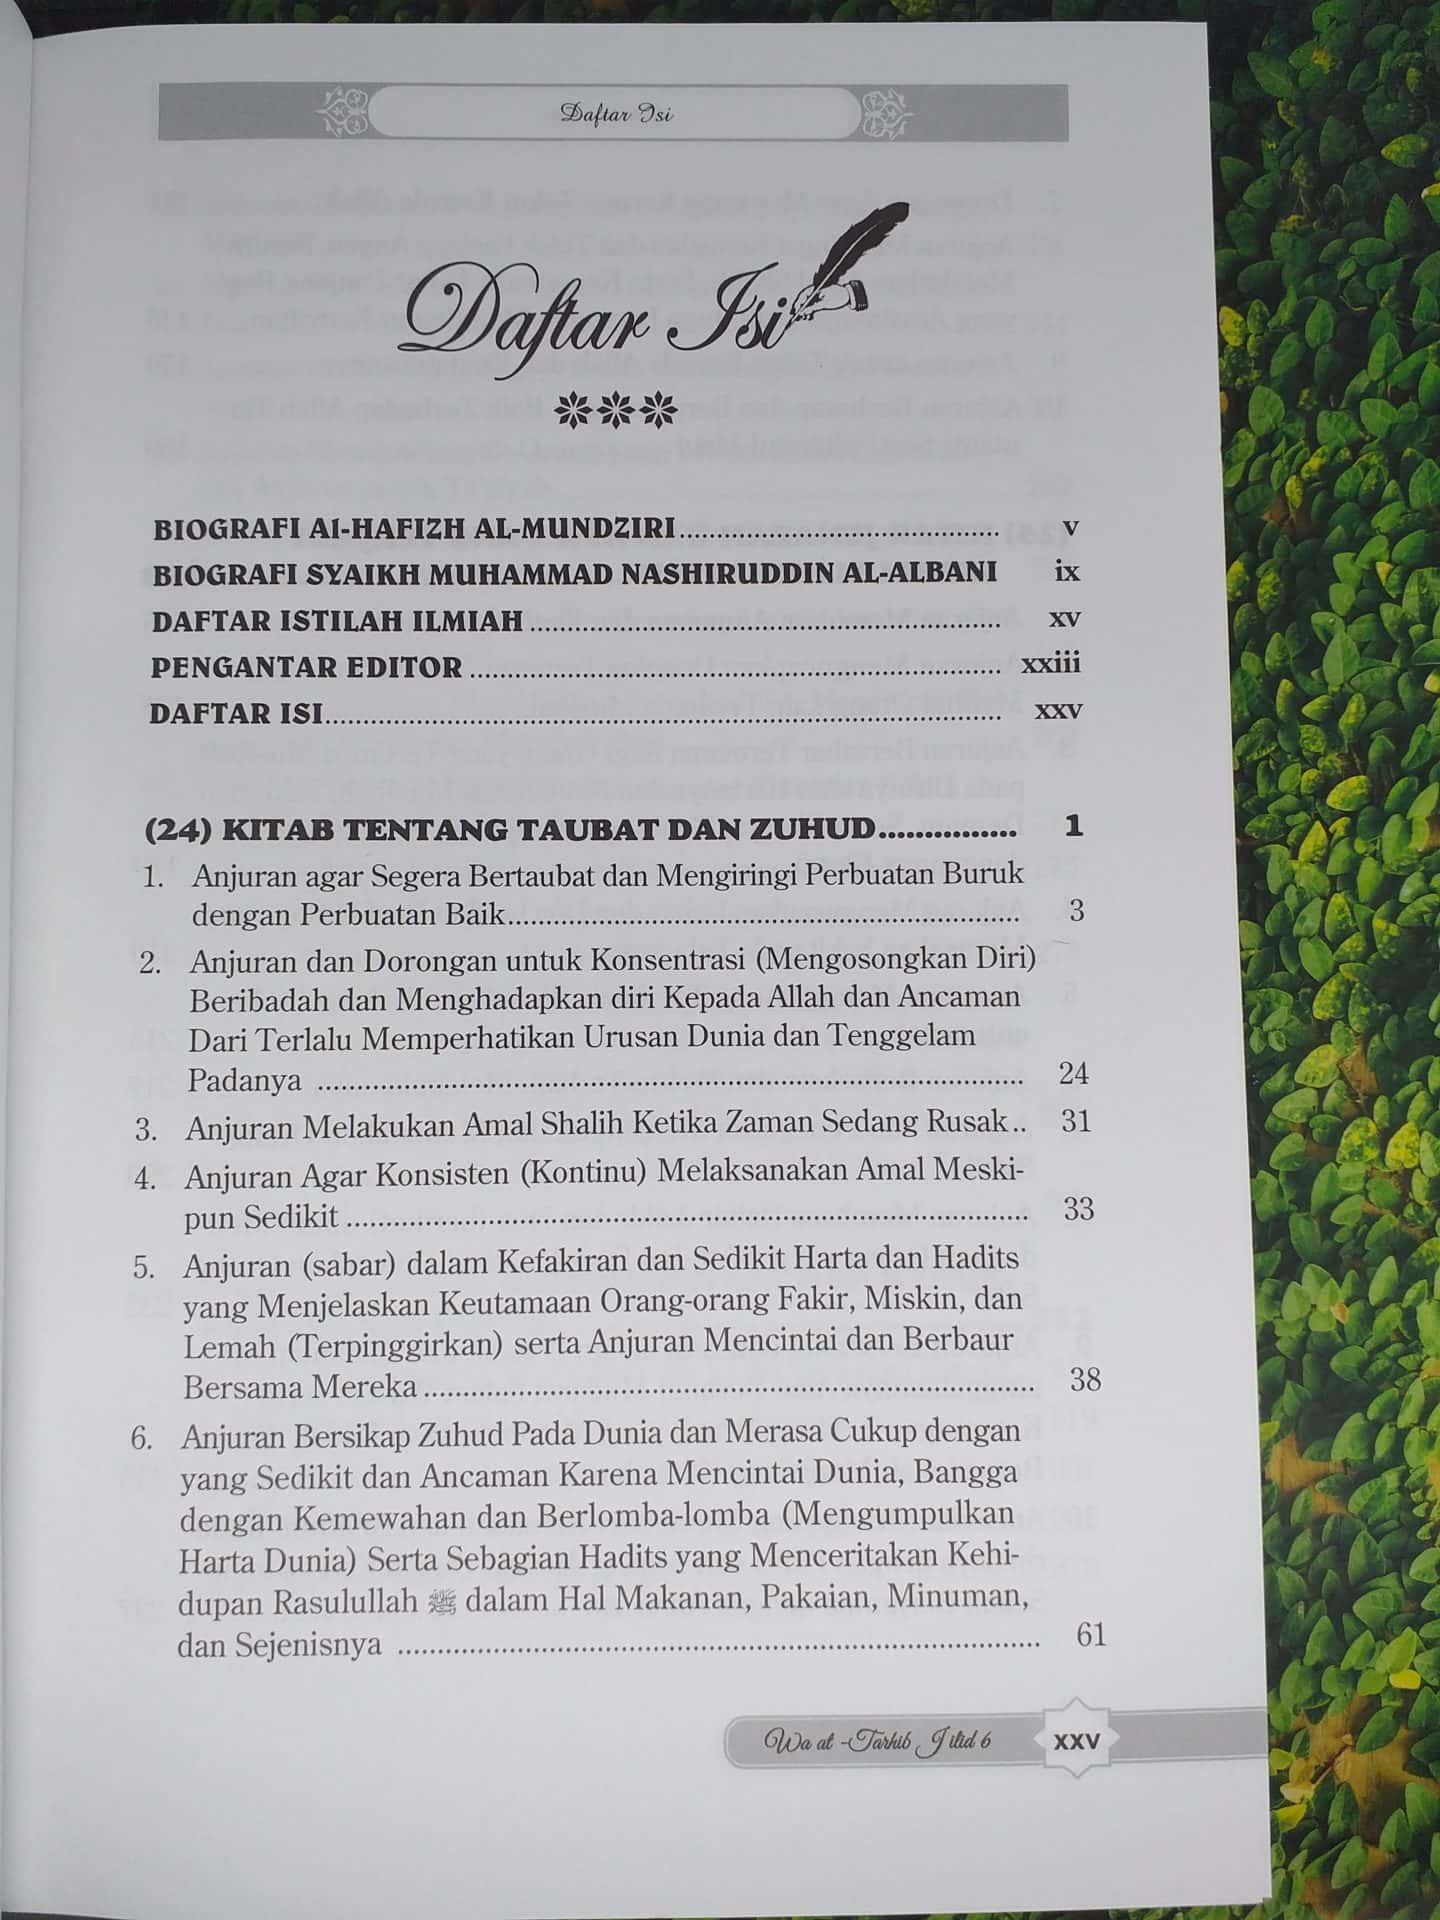 Daftar Isi
Daftar Isi
BIOGRAFI Al-HAFIZH AL-MUNDZIRI................................... v
BIOGRAFI SYAIKH MUHAMMAD NASHIRUDDIN AL-ALBANI ix
DAFTAR ISTILAH ILMIAH................................... xv
PENGANTAR EDITOR................................... xxiii
DAFTAR ISI................................... xxv
(24) KITAB TENTANG TAUBAT DAN ZUHUD............... 1
1. Anjuran agar Segera Bertaubat dan Mengiringi Perbuatan Buruk
dengan Perbuatan Baik................................... 3
2. Anjuran dan Dorongan untuk Konsentrasi (Mengosongkan Diri)
Beribadah dan Menghadapkan diri Kepada Allah dan Ancaman
Dari Terlalu Memperhatikan Urusan Dunia dan Tenggelam
Padanya ................................... 24
3. Anjuran Melakukan Amal Shalih Ketika Zaman Sedang Rusak.. 31
4. Anjuran Agar Konsisten (Kontinu) Melaksanakan Amal Meski-
pun Sedikit................................... 33
5. Anjuran (sabar) dalam Kefakiran dan Sedikit Harta dan Hadits
yang Menjelaskan Keutamaan Orang-orang Fakir, Miskin, dan
Lemah (Terpinggirkan) serta Anjuran Mencintai dan Berbaur
Bersama Mereka................................... 38
6. Anjuran Bersikap Zuhud Pada Dunia dan Merasa Cukup dengan
yang Sedikit dan Ancaman Karena Mencintai Dunia, Bangga
dengan Kemewahan dan Berlomba-lomba (Mengumpulkan
Harta Dunia) Serta Sebagian Hadits yang Menceritakan Kehi-
dupan Rasulullah ﷺ dalam Hal Makanan, Pakaian, Minuman,
dan Sejenisnya ................................... 61
Wa at -Tarhib Jilid 6 xxv